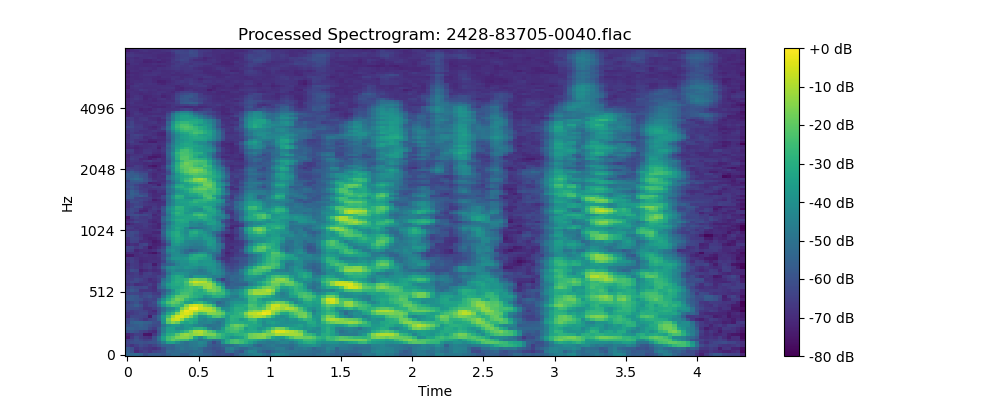 Processed Spectrogram: 2428-83705-0040.flac
Hz
4096
2048
1024
512
0
0
0.5
1
1.5
2
2.5
3
3.5
4
Time
+0 dB
-10 dB
-20 dB
-30 dB
-40 dB
-50 dB
-60 dB
-70 dB
-80 dB